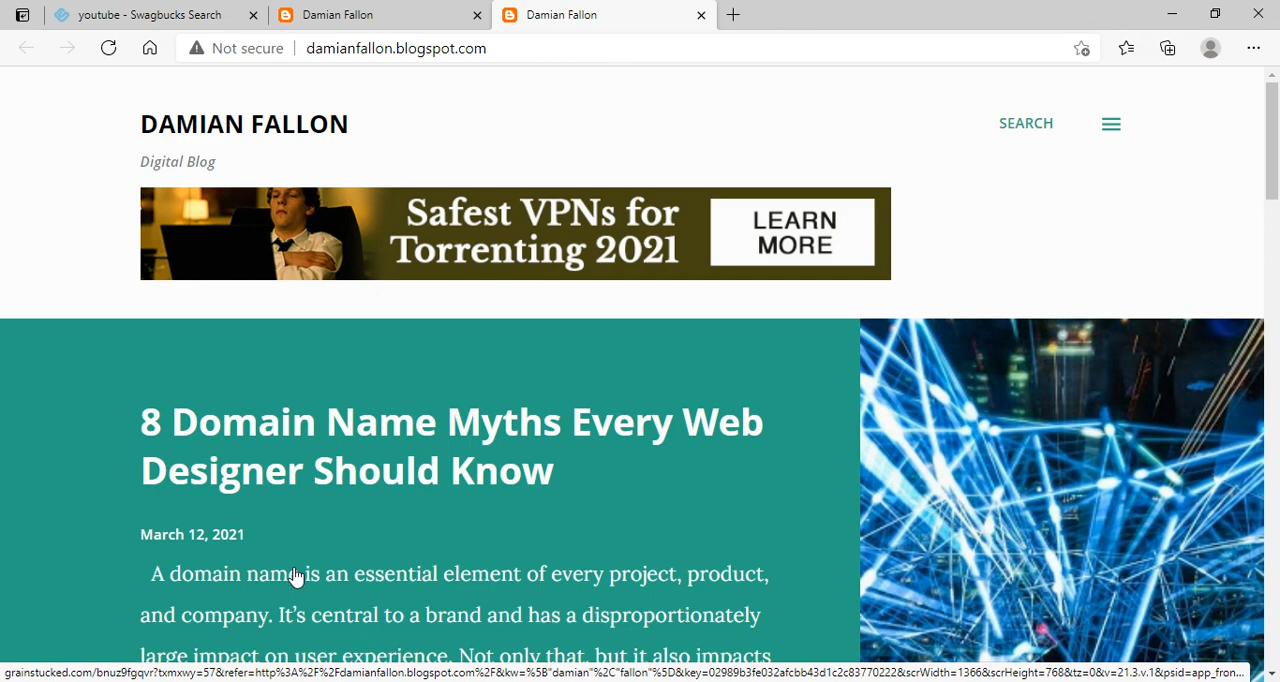 youtube - Swagbucks Search
Damian Fallon
Damian Fallon
Not secure
damianfallon.blogspot.com
DAMIAN FALLON
SEARCH
Digital Blog
Safest VPNs for
Torrenting 2021
LEARN
MORE
8 Domain Name Myths Every Web
Designer Should Know
March 12, 2021
A domain name is an essential element of every project, product,
and company. It’s central to a brand and has a disproportionately
large impact on user experience. Not only that, but it also impacts
grainstucked.com/bnuz9fgqvr?txmxwy=57&refer=http%3A%2F%2Fdamianfallon.blogspot.com%2F&kw=%5B"damian"%2C"fallon"%5D&key=02989b3fe032afcbb43d1c2c83770222&scrWidth=1366&scrHeight=768&tz=0&v=21.3.v.1&psid=app_fron...